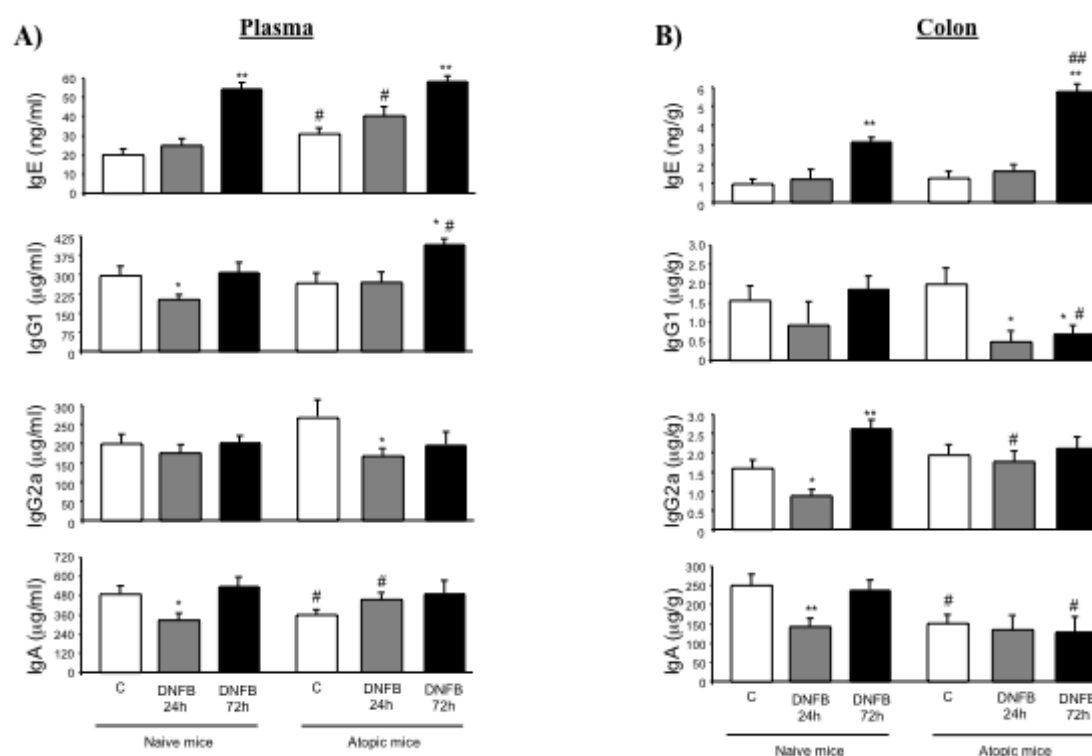 A)
Plasma
IgE (ng/ml)
60
50
40
30
20
10
0
**
#
#
**
IgG1 (µg/ml)
425
300
225
150
75
0
*
* #
IgG2a (µg/ml)
300
250
200
150
100
50
0
*
IgA (µg/ml)
720
600
480
360
240
120
0
*
#
#
C
DNFB
24h
DNFB
72h
C
DNFB
24h
DNFB
72h
Naive mice
Atopic mice
B)
Colon
IgE (ng/g)
6
5
4
3
2
1
0
**
##
**
IgG1 (µg/g)
3.0
2.5
2.0
1.5
1.0
0.5
0
*
* #
IgG2a (µg/g)
3.0
2.5
2.0
1.5
1.0
0.5
0
*
**
#
IgA (µg/g)
300
250
200
150
100
50
0
**
#
#
C
DNFB
24h
DNFB
72h
C
DNFB
24h
DNFB
72h
Naive mice
Atopic mice